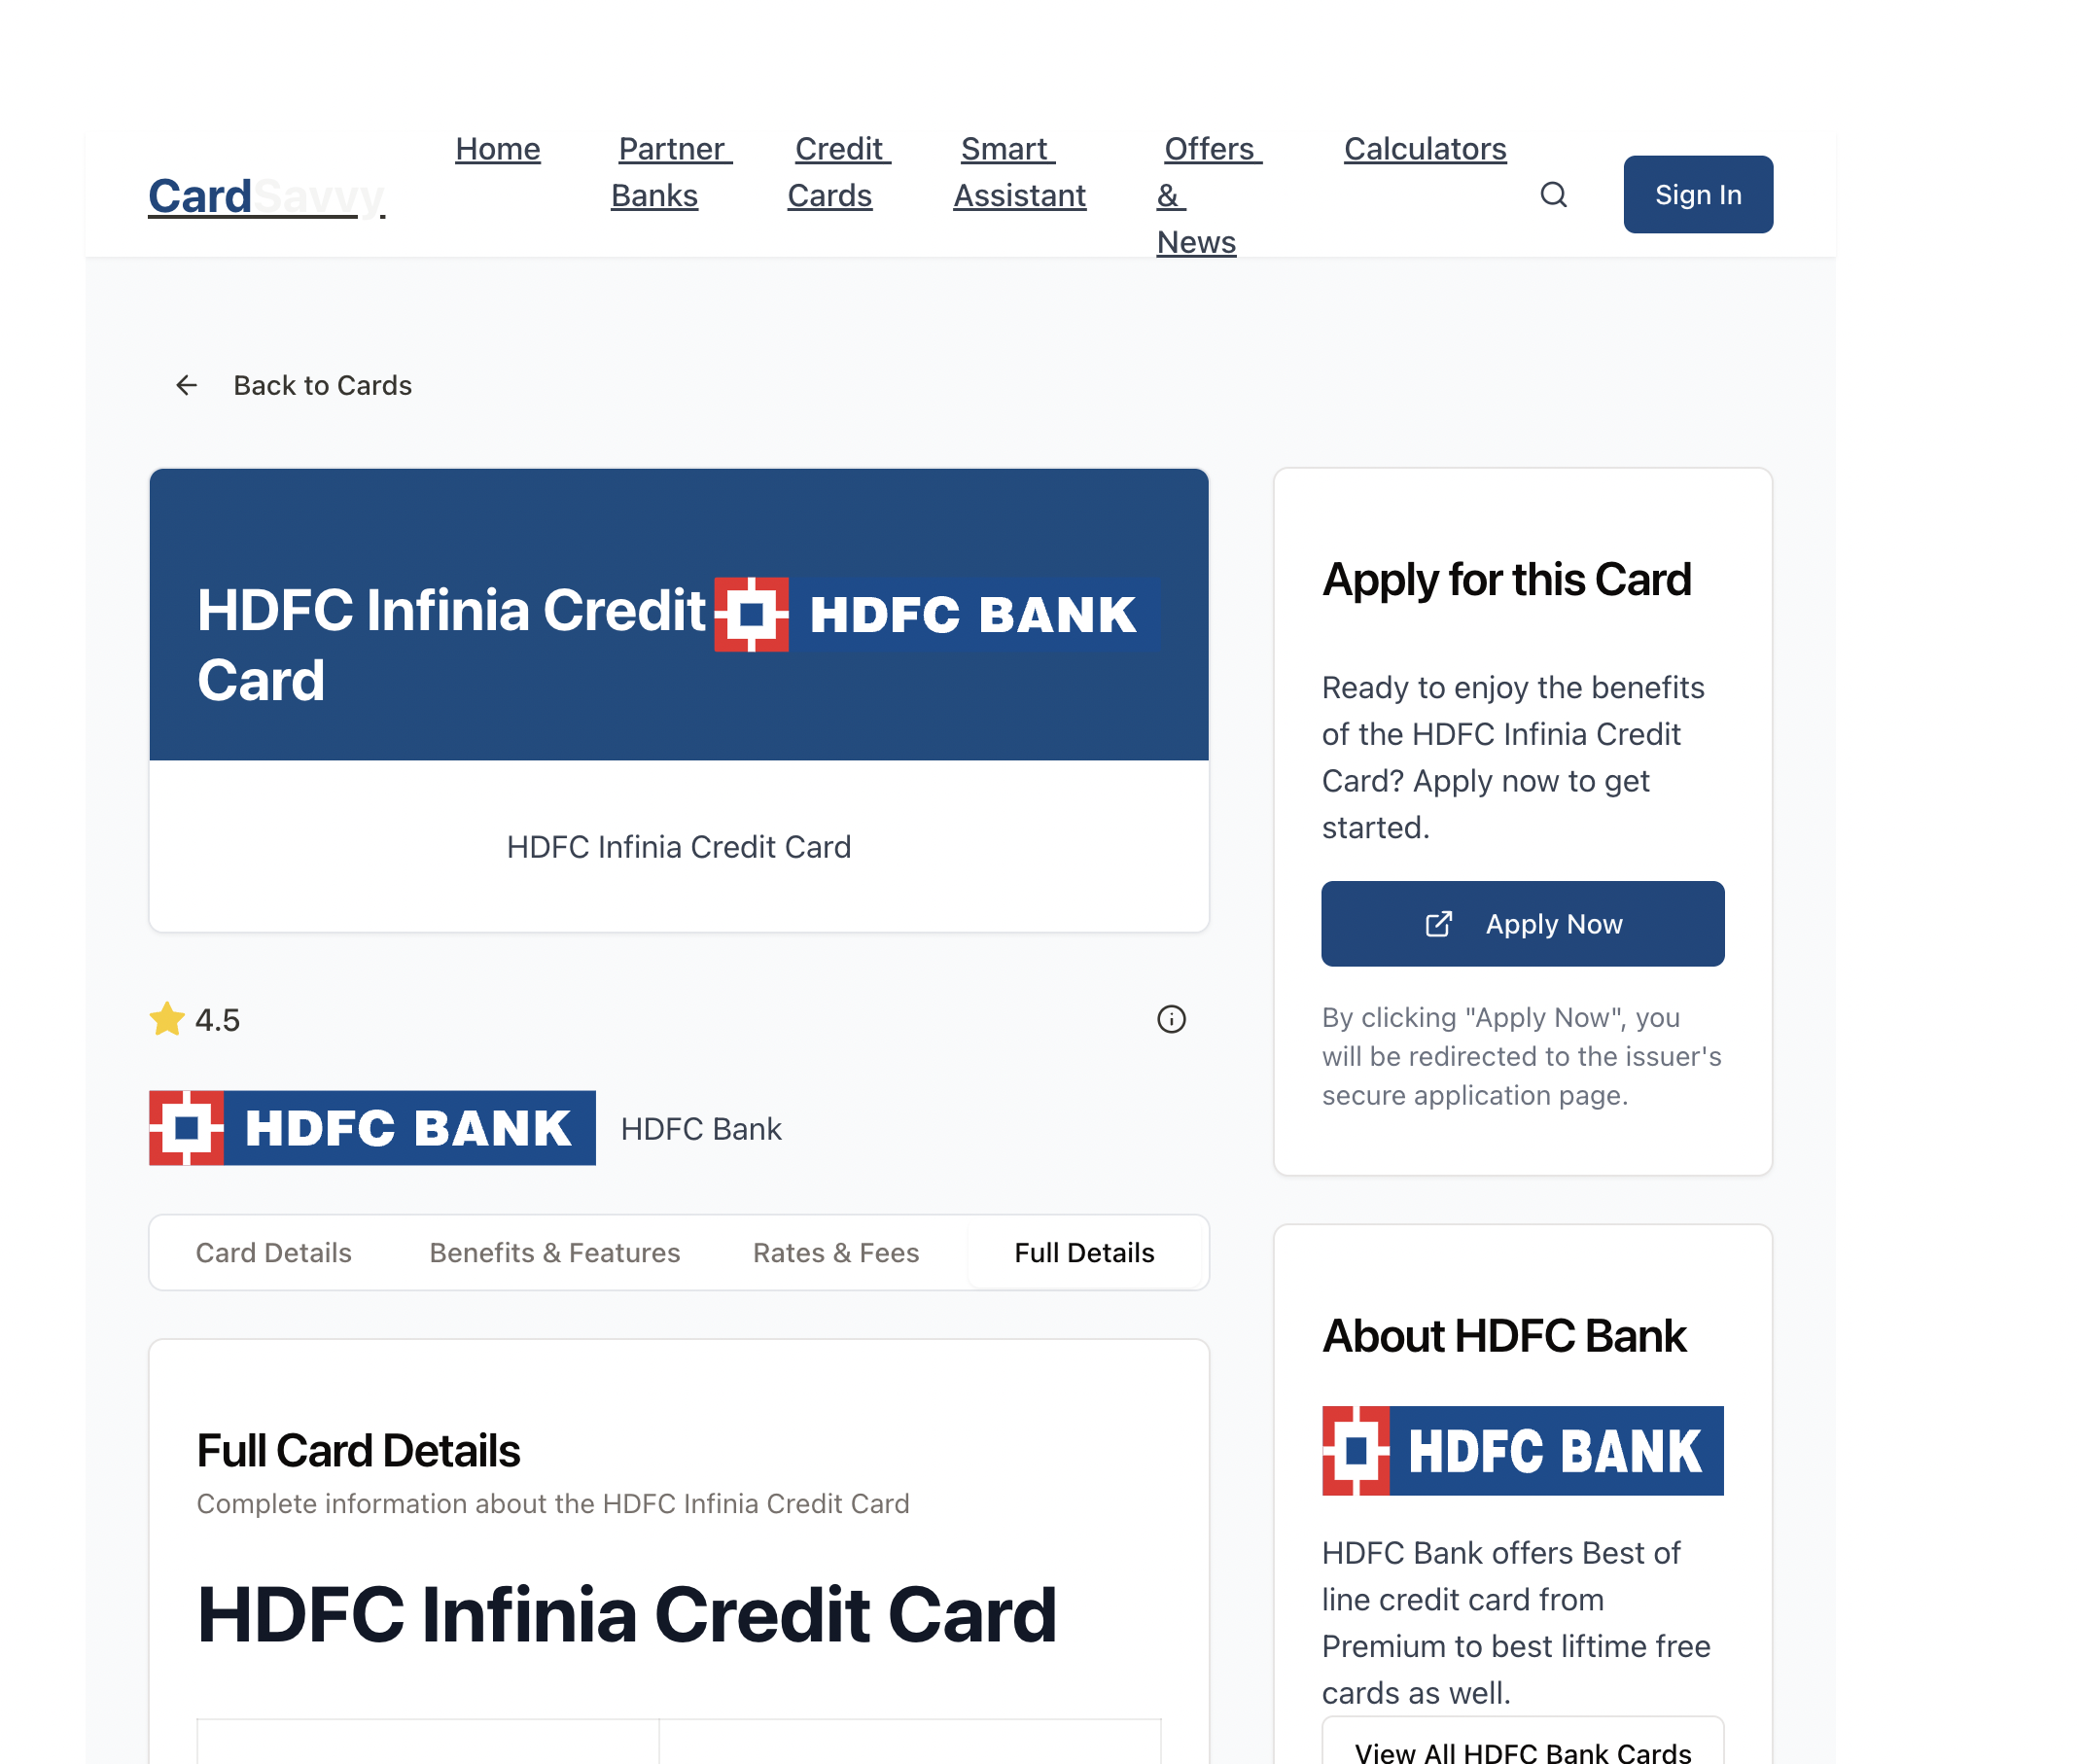 CardSavvy
Home
Partner
Banks
Credit
Cards
Smart
Assistant
Offers
&
News
Calculators
Sign In
Back to Cards
HDFC Infinia Credit
Card
HDFC BANK
HDFC Infinia Credit Card
4.5
HDFC BANK
HDFC Bank
Card Details
Benefits & Features
Rates & Fees
Full Details
Full Card Details
Complete information about the HDFC Infinia Credit Card
HDFC Infinia Credit Card
Apply for this Card
Ready to enjoy the benefits
of the HDFC Infinia Credit
Card? Apply now to get
started.
Apply Now
By clicking "Apply Now", you
will be redirected to the issuer's
secure application page.
About HDFC Bank
HDFC BANK
HDFC Bank offers Best of
line credit card from
Premium to best liftime free
cards as well.
View All HDFC Bank Cards